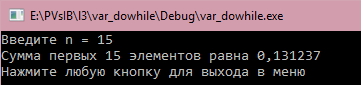 E:\PVsIB\l3\var_dowhile\Debug\var_dowhile.exe
Введите n = 15
Сумма первых 15 элементов равна 0,131237
Нажмите любую кнопку для выхода в меню